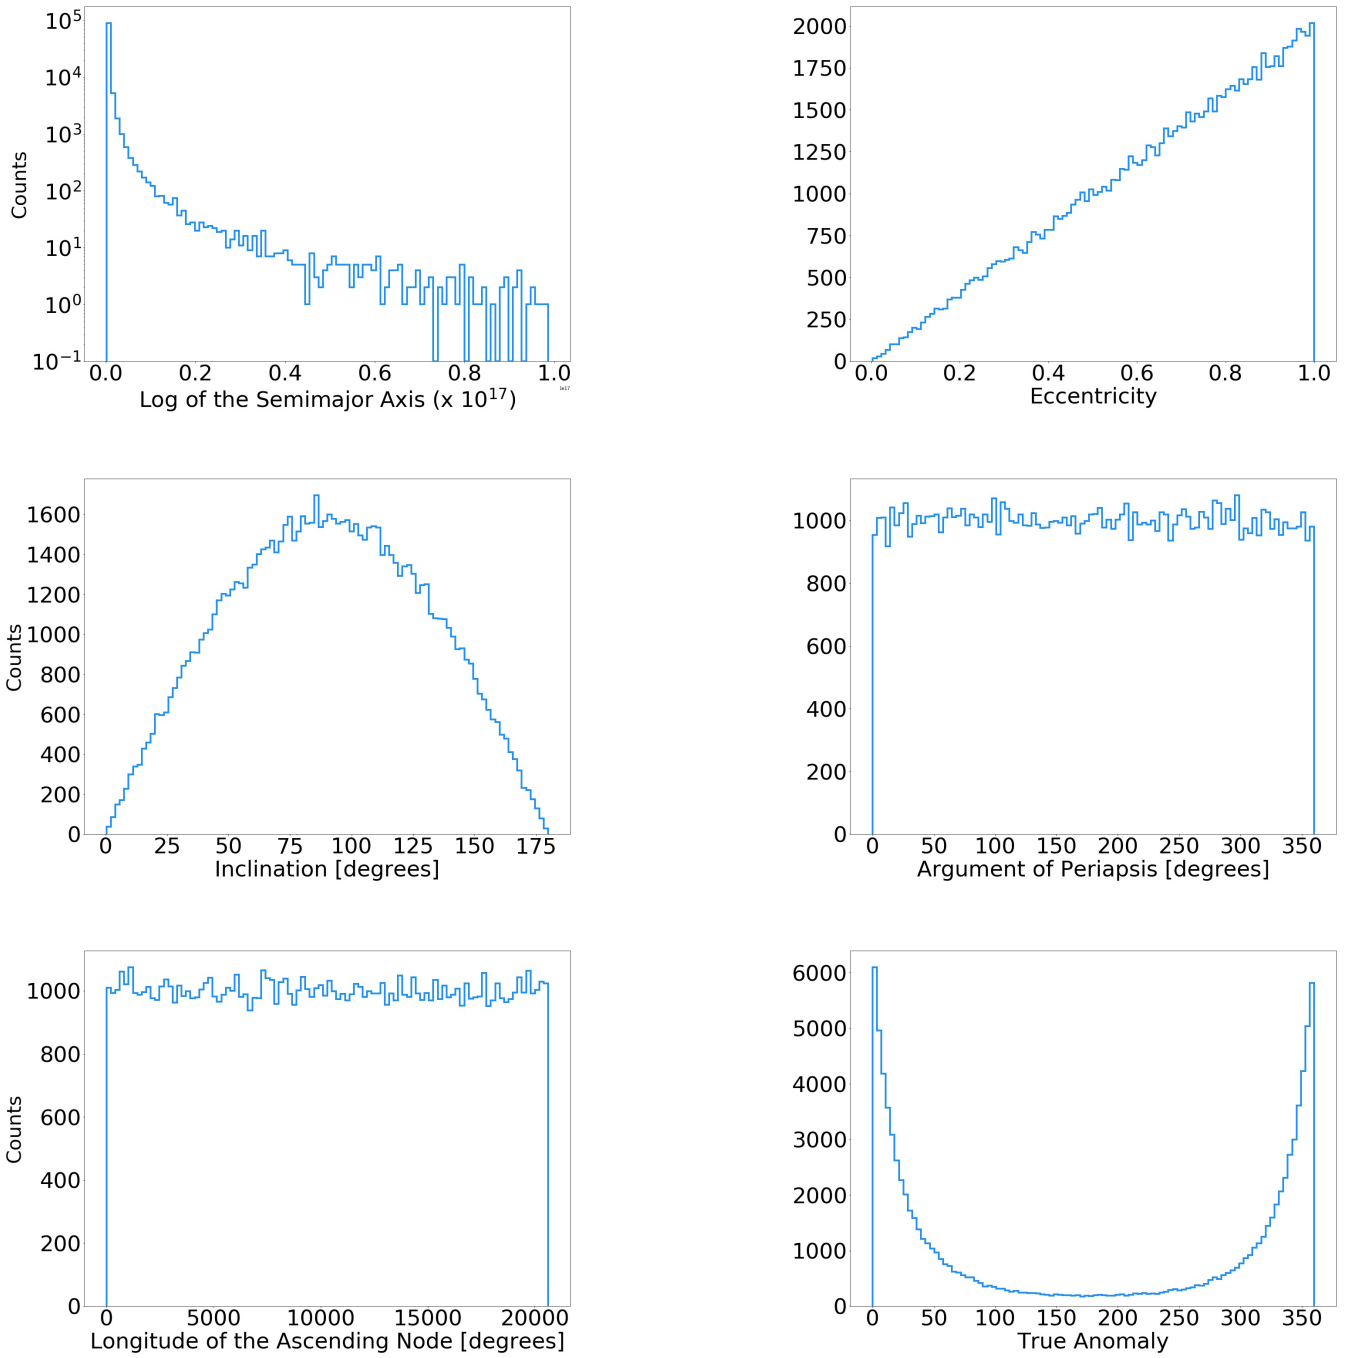 10^5
10^4
10^3
10^2
10^1
10^0
10^−1
Counts
0.0 0.2 0.4 0.6 0.8 1.0
1e17
Log of the Semimajor Axis (x 10^17)
2000
1750
1500
1250
1000
750
500
250
0
0.0 0.2 0.4 0.6 0.8 1.0
Eccentricity
1600
1400
1200
1000
800
600
400
200
0
Counts
0 25 50 75 100 125 150 175
Inclination [degrees]
1000
800
600
400
200
0
0 50 100 150 200 250 300 350
Argument of Periapsis [degrees]
1000
800
600
400
200
0
Counts
0 5000 10000 15000 20000
Longitude of the Ascending Node [degrees]
6000
5000
4000
3000
2000
1000
0
0 50 100 150 200 250 300 350
True Anomaly